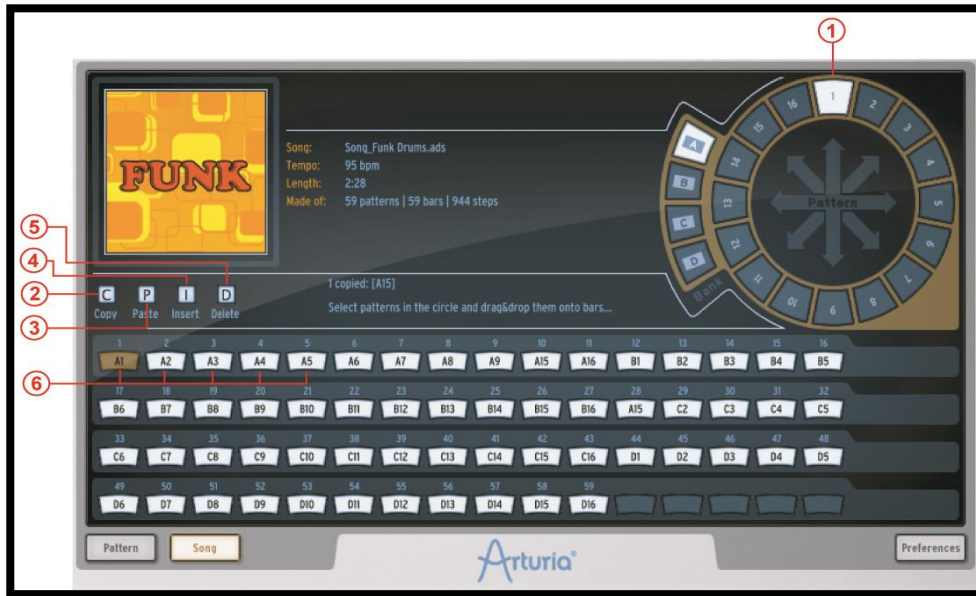 1
FUNK
Song: Song_Funk Drums.ads
Tempo: 95 bpm
Length: 2:28
Made of: 59 patterns | 59 bars | 944 steps
A
B
C
D
Bank
1
2
3
4
5
6
7
8
9
10
11
12
13
14
15
16
Pattern
5
4
2
3
C P I D
Copy Paste Insert Delete
1 copied: [A15]
Select patterns in the circle and drag&drop them onto bars...
1 2 3 4 5 6 7 8 9 10 11 12 13 14 15 16
6
A1 A2 A3 A4 A5 A6 A7 A8 A9 A15 A16 B1 B2 B3 B4 B5
17 18 19 20 21 22 23 24 25 26 27 28 29 30 31 32
B6 B7 B8 B9 B10 B11 B12 B13 B14 B15 B16 A15 C2 C3 C4 C5
33 34 35 36 37 38 39 40 41 42 43 44 45 46 47 48
C6 C7 C8 C9 C10 C11 C12 C13 C14 C15 C16 D1 D2 D3 D4 D5
49 50 51 52 53 54 55 56 57 58 59
D6 D7 D8 D9 D10 D11 D12 D13 D14 D15 D16
Pattern Song Arturia® Preferences